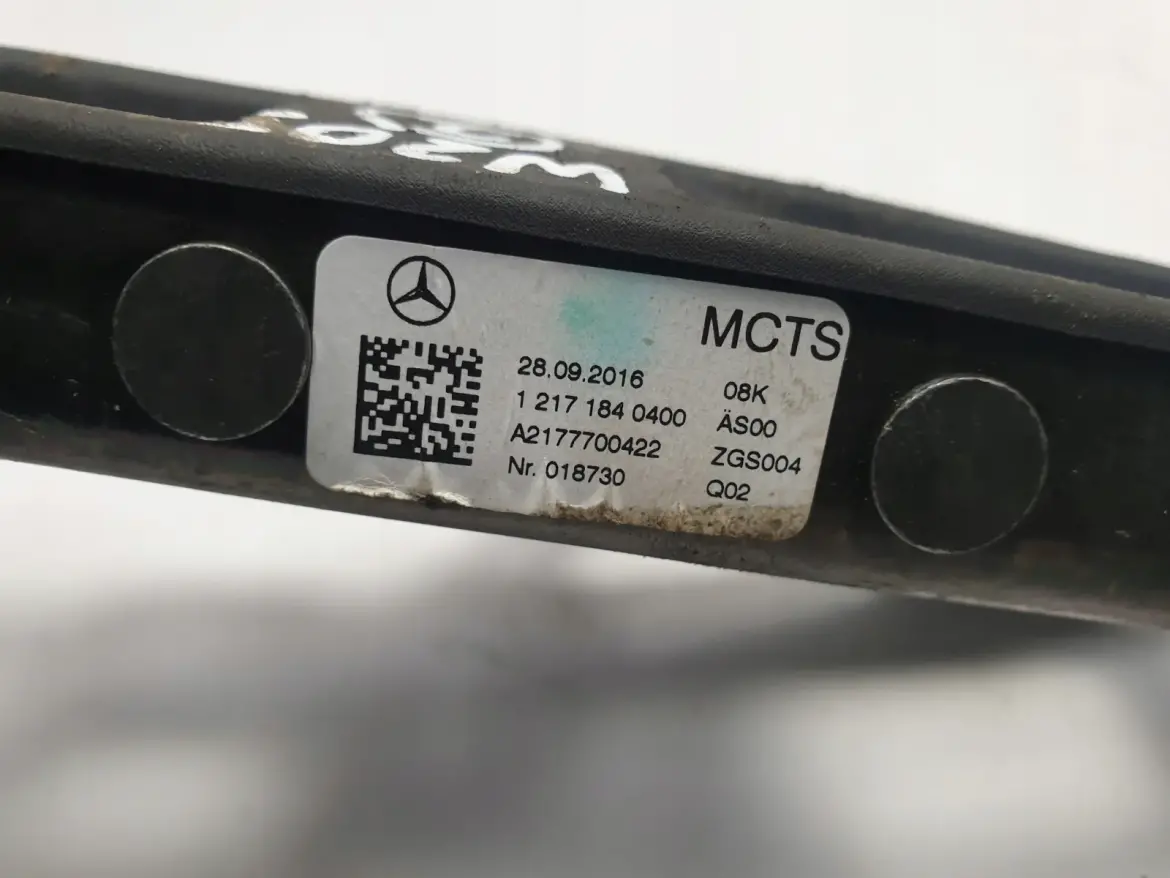 MCTS
28.09.2016 08K
1 217 184 0400 ÄS00
A2177700422 ZGS004
Nr. 018730 Q02